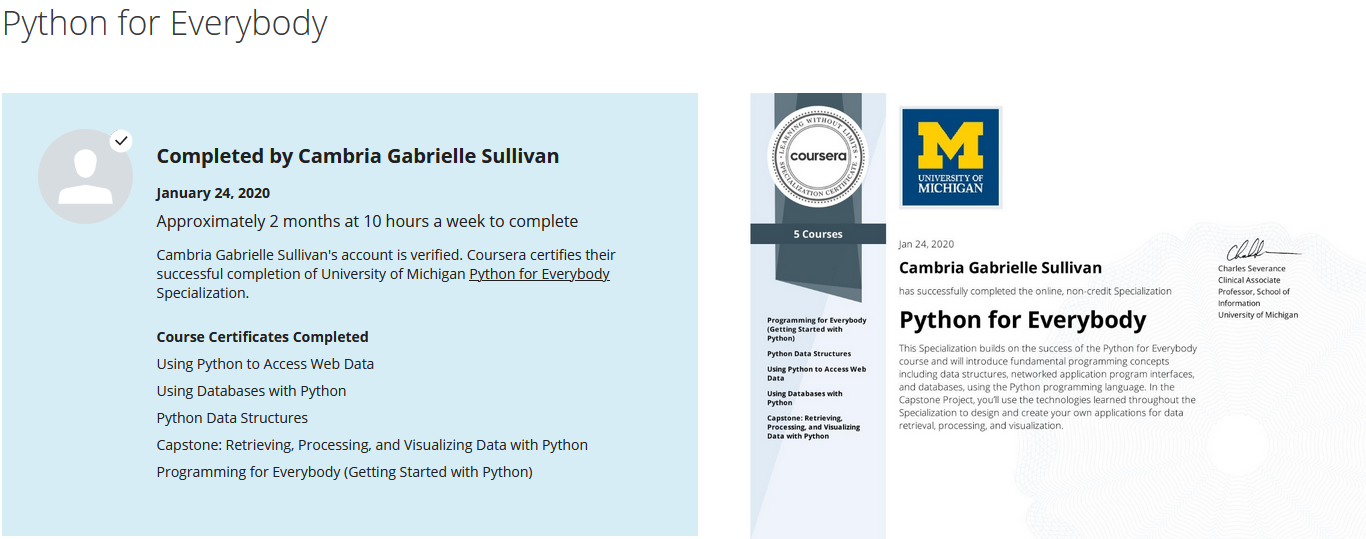 Python for Everybody
Completed by Cambria Gabrielle Sullivan
January 24, 2020
Approximately 2 months at 10 hours a week to complete
Cambria Gabrielle Sullivan's account is verified. Coursera certifies their
successful completion of University of Michigan Python for Everybody
Specialization.
Course Certificates Completed
Using Python to Access Web Data
Using Databases with Python
Python Data Structures
Capstone: Retrieving, Processing, and Visualizing Data with Python
Programming for Everybody (Getting Started with Python)
LEARNING WITHOUT LIMITS
coursera
SPECIALIZATION CERTIFICATE
5 Courses
Programming for Everybody
(Getting Started with
Python)
Python Data Structures
Using Python to Access Web
Data
Using Databases with
Python
Capstone: Retrieving,
Processing, and Visualizing
Data with Python
M
UNIVERSITY OF
MICHIGAN
Jan 24, 2020
Cambria Gabrielle Sullivan
has successfully completed the online, non-credit Specialization
Python for Everybody
This Specialization builds on the success of the Python for Everybody
course and will introduce fundamental programming concepts
including data structures, networked application program interfaces,
and databases, using the Python programming language. In the
Capstone Project, you'll use the technologies learned throughout the
Specialization to design and create your own applications for data
retrieval, processing, and visualization.
Charles Severance
Clinical Associate
Professor, School of
Information
University of Michigan